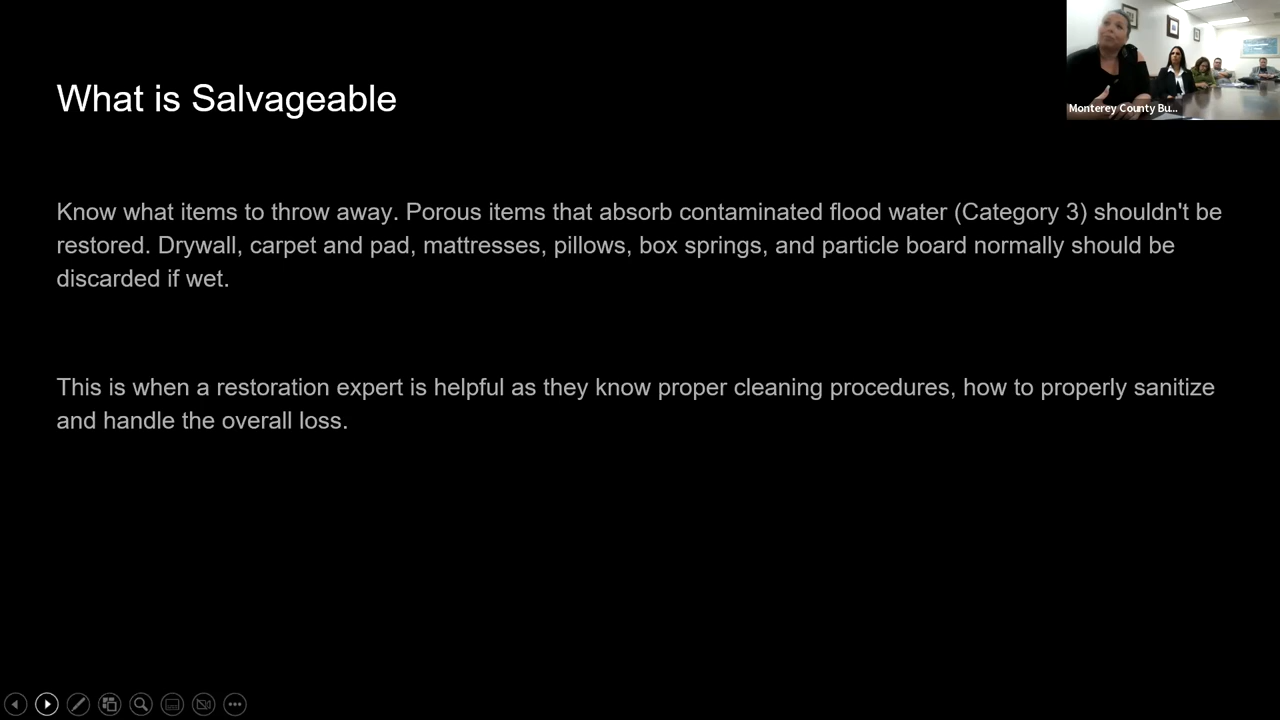 What is Salvageable
Monterey County Bu...
Know what items to throw away. Porous items that absorb contaminated flood water (Category 3) shouldn't be
restored. Drywall, carpet and pad, mattresses, pillows, box springs, and particle board normally should be
discarded if wet.
This is when a restoration expert is helpful as they know proper cleaning procedures, how to properly sanitize
and handle the overall loss.